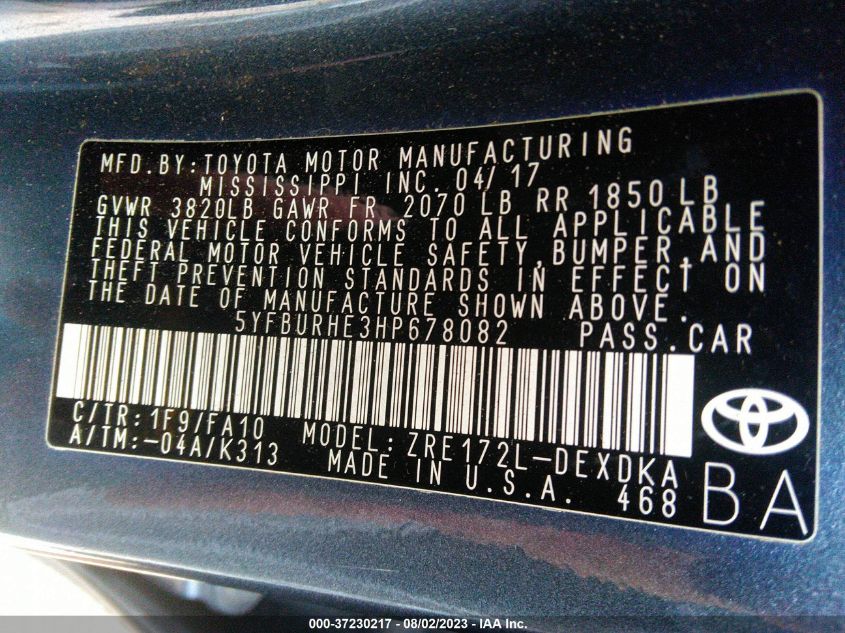 MFD.BY:TOYOTA MOTOR MANUFACTURING
MISSISSIPPI INC. 04/17
GVWR 3820LB GAWR FR 2070 LB RR 1850LB
THIS VEHICLE CONFORMS TO ALL APPLICABLE
FEDERAL MOTOR VEHICLE SAFETY,BUMPER,AND
THEFT PREVENTION STANDARDS IN EFFECT ON
THE DATE OF MANUFACTURE SHOWN ABOVE.
5YFBURHE3HP678082 PASS.CAR
C/TR:1F9/FA10 MODEL:ZRE172L-DEXDKA
A/TM:-04A/K313 MADE IN U.S.A. 468
BA
000-37230217 - 08/02/2023 - IAA Inc.